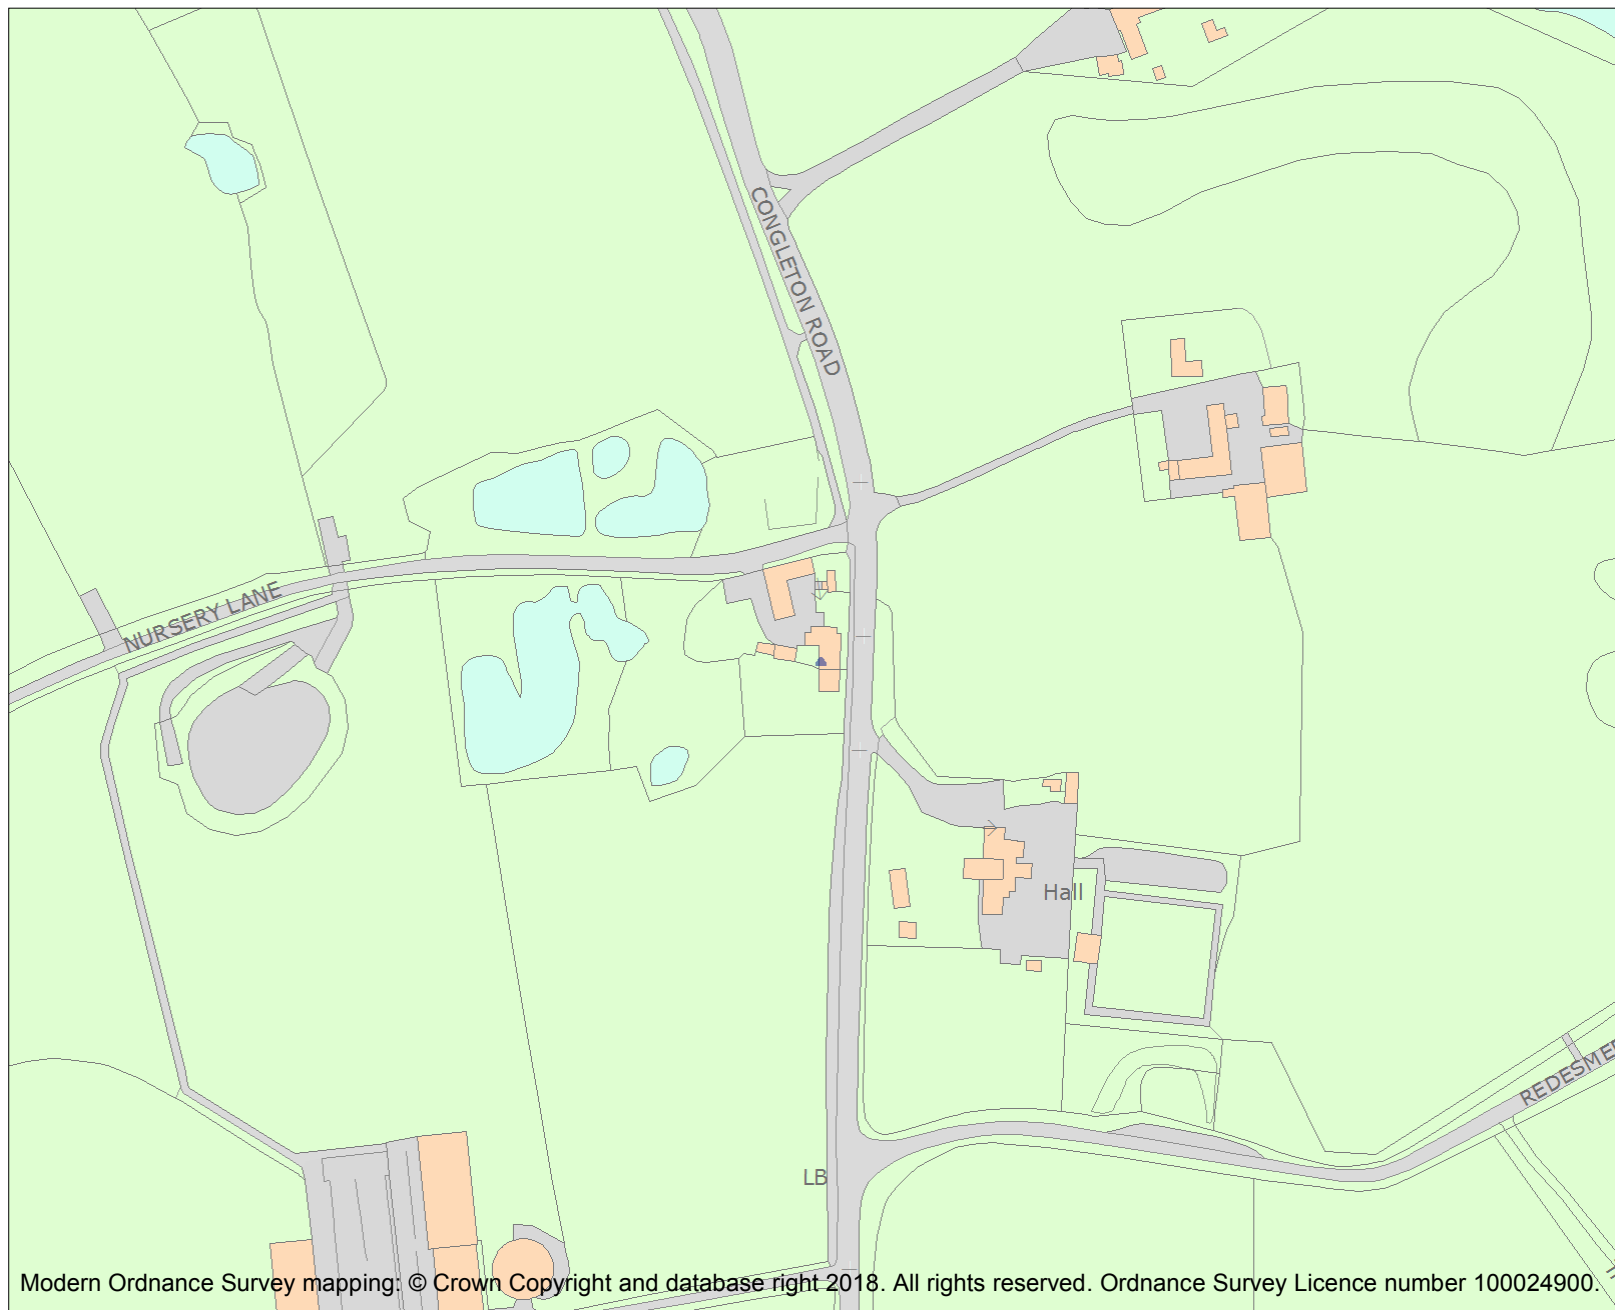 CONGLETON ROAD
NURSERY LANE
Hall
LB
Modern Ordnance Survey mapping: © Crown Copyright and database right 2018. All rights reserved. Ordnance Survey Licence number 100024900.